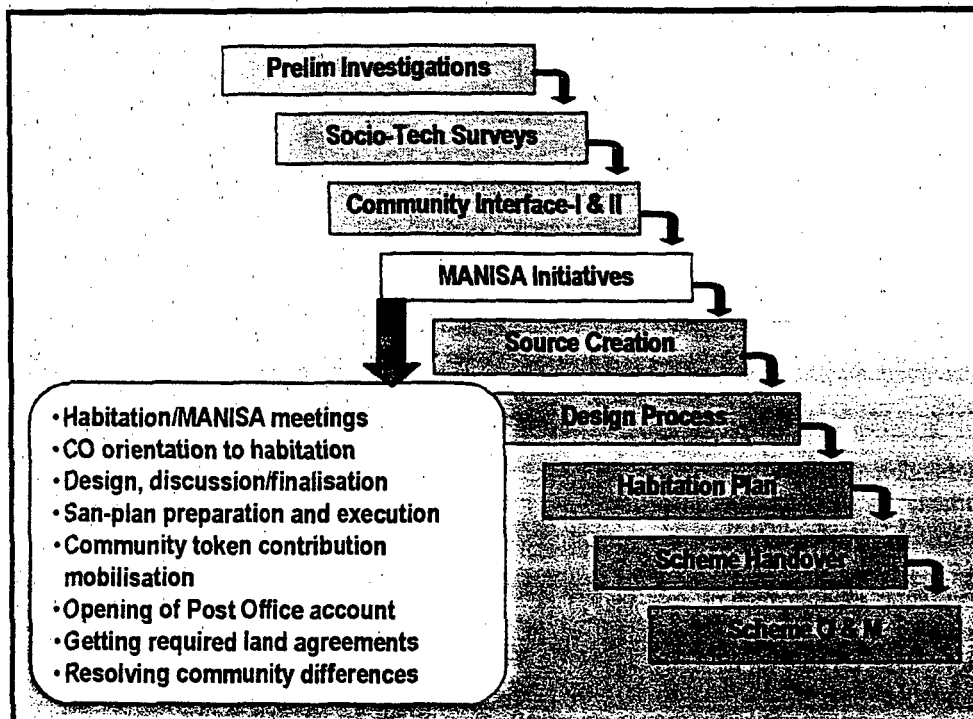 Prelim Investigations
Socio-Tech Surveys
Community Interface-I & II
MANISA Initiatives
Source Creation
Design Process
Habitation Plan
Scheme Handover
Scheme O & M
• Habitation/MANISA meetings
• CO orientation to habitation
• Design, discussion/finalisation
• San-plan preparation and execution
• Community token contribution
mobilisation
• Opening of Post Office account
• Getting required land agreements
• Resolving community differences